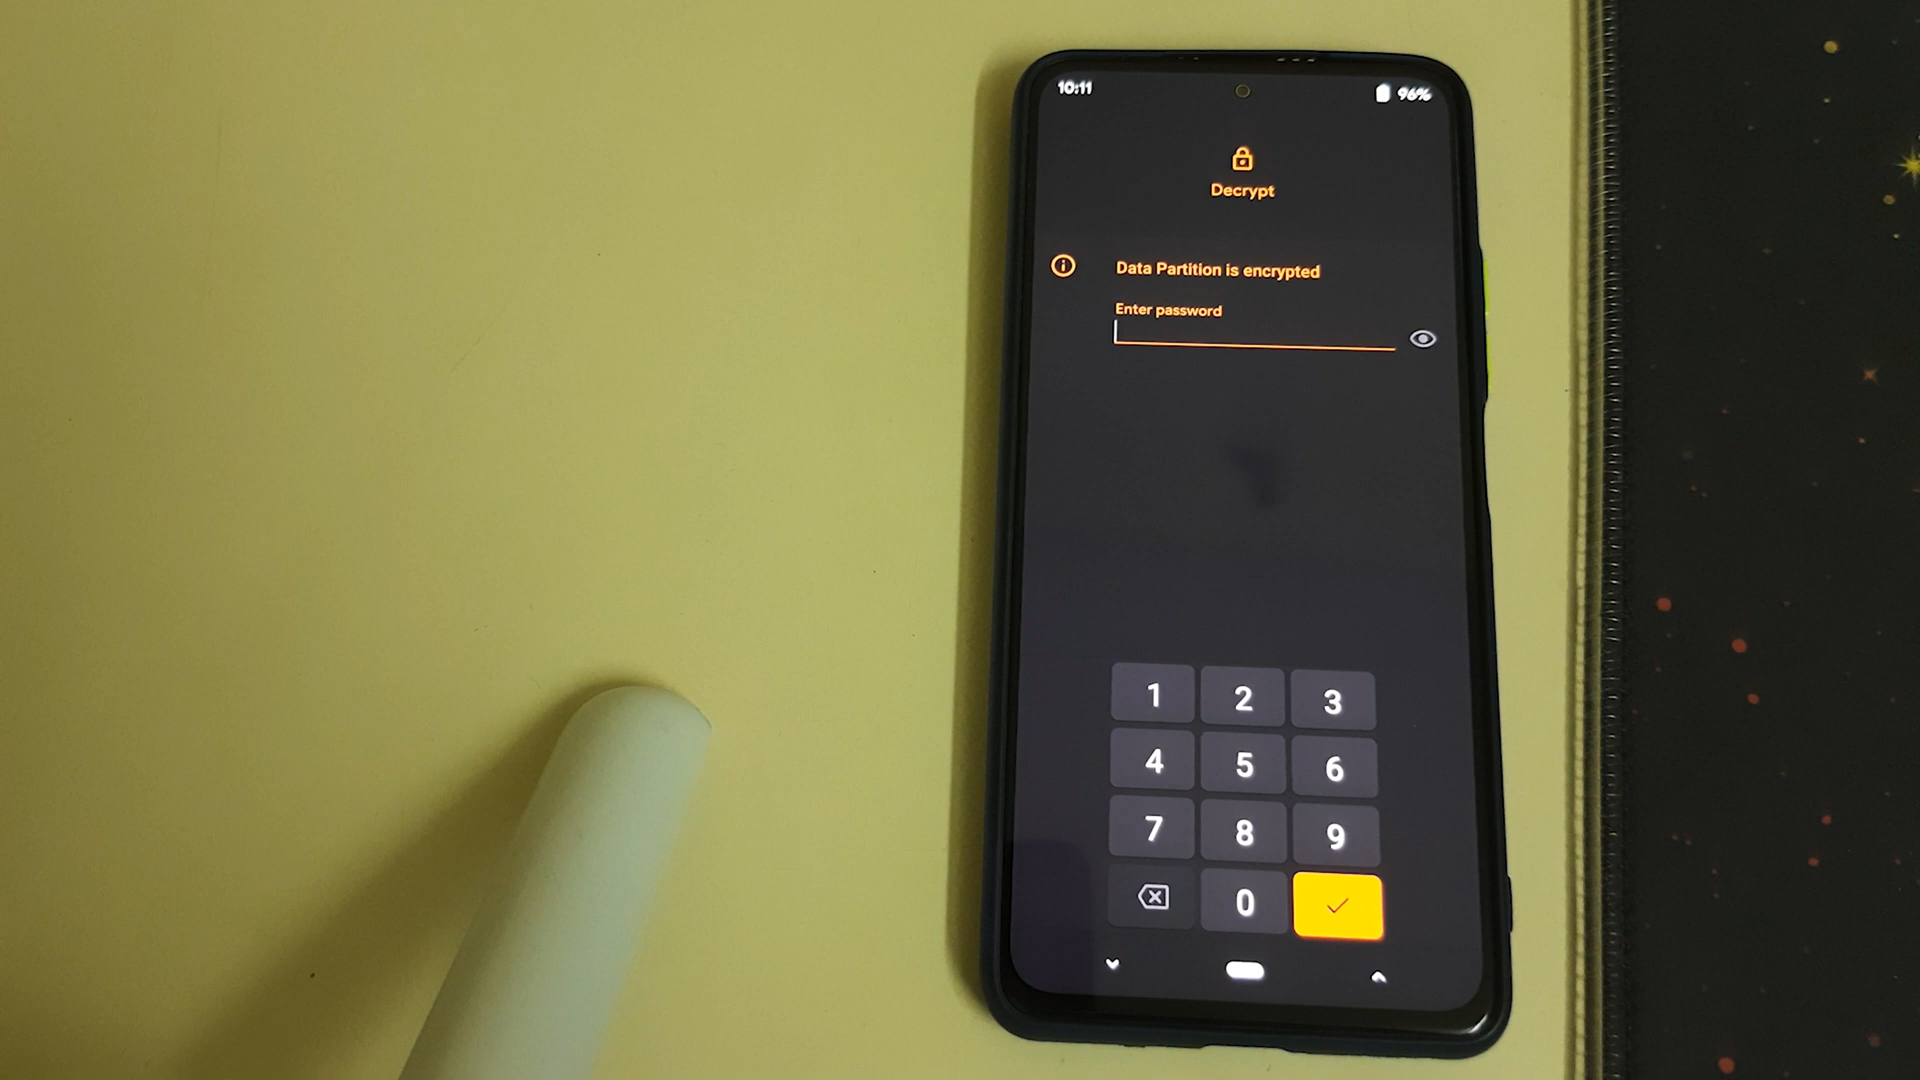 10:11 96%
Decrypt
Data Partition is encrypted
Enter password
1 2 3
4 5 6
7 8 9
0